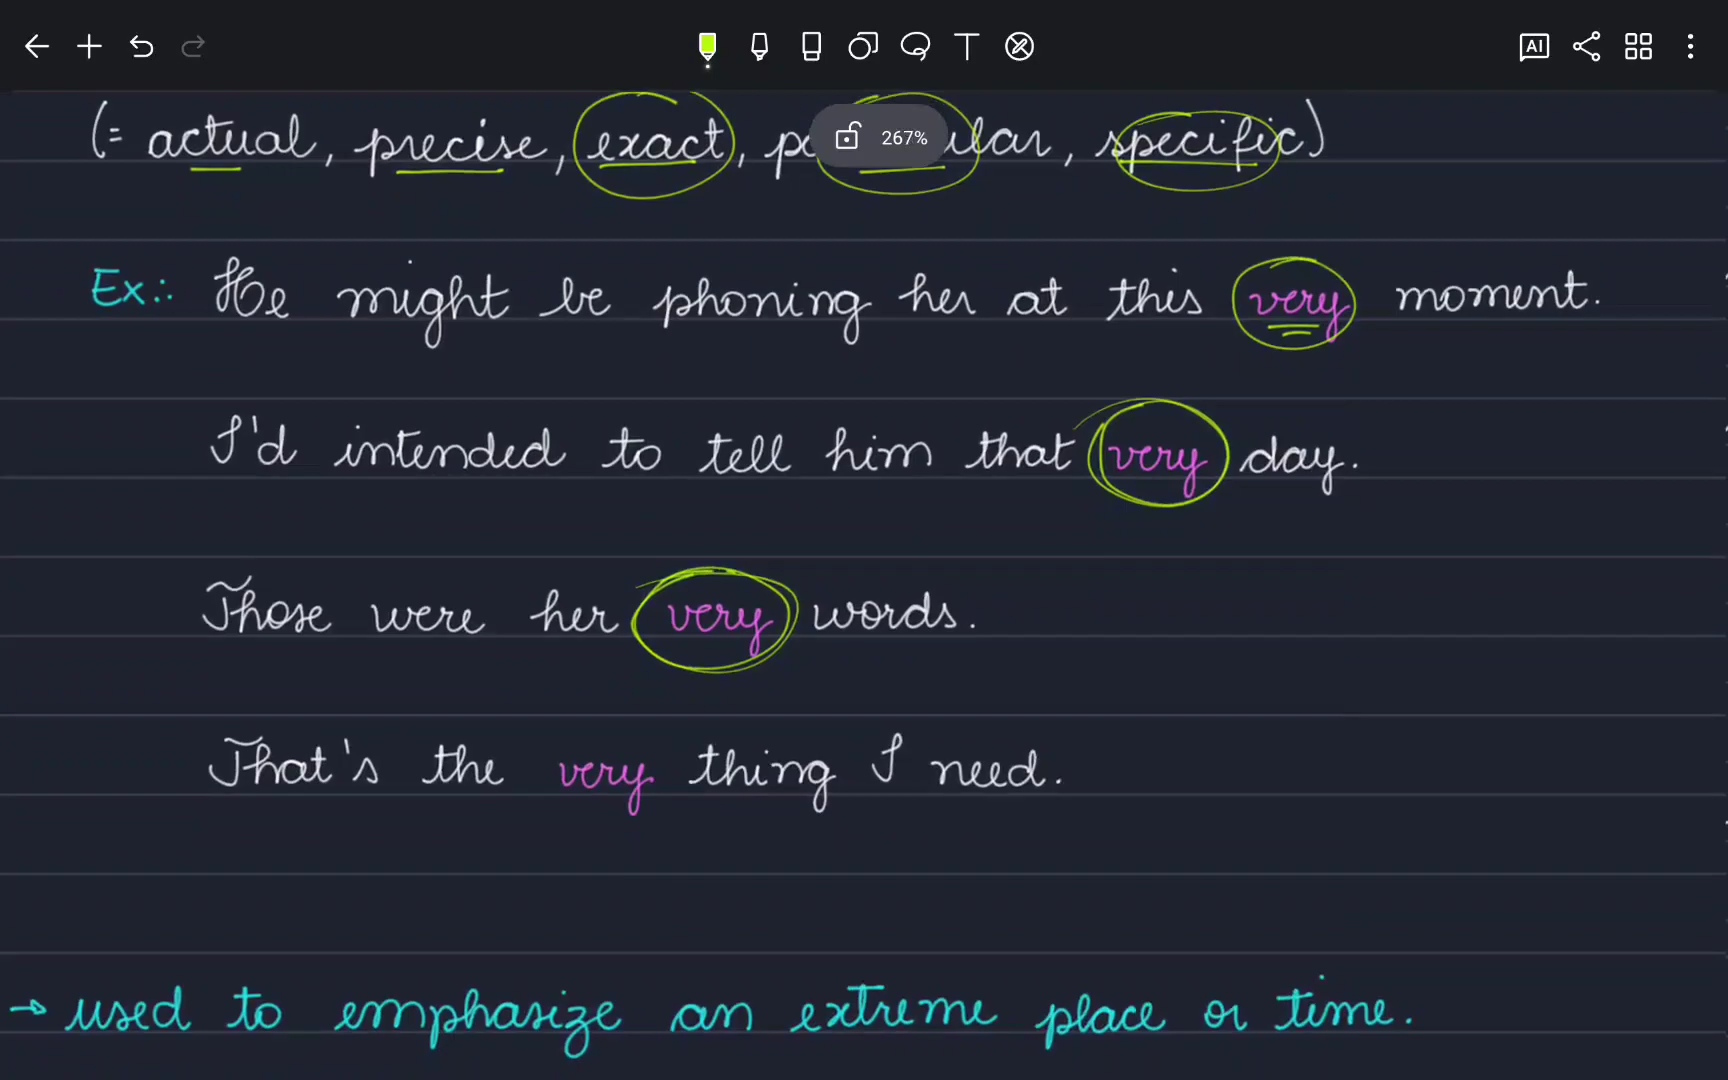 267%
(= actual, precise, exact, specific)
Ex:. He might be phoning her at this very moment.
I'd intended to tell him that very day.
Those were her very words.
That's the very thing I need.
→ used to emphasize an extreme place or time.